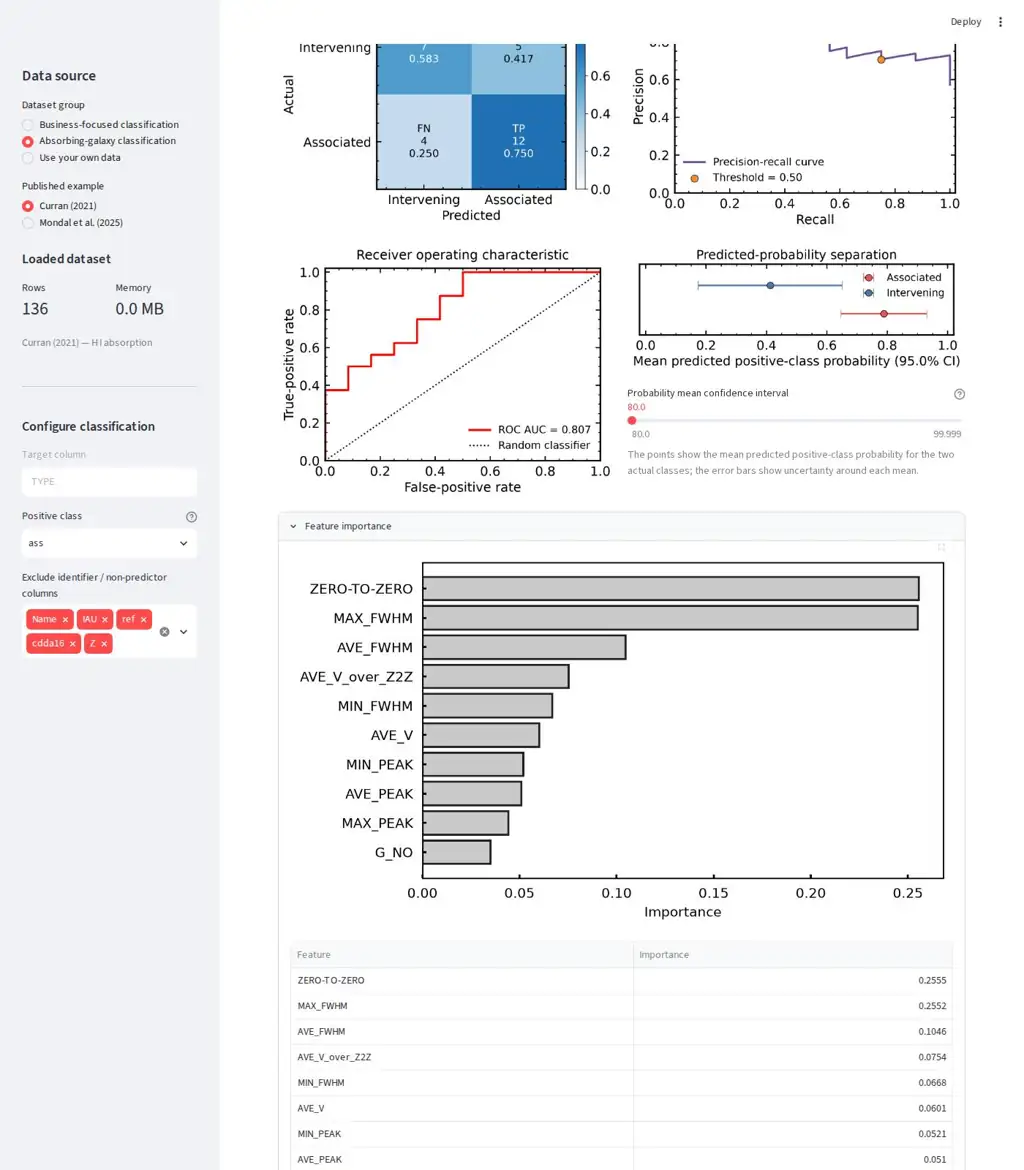 Deploy
Data source
Dataset group
Business-focused classification
Absorbing-galaxy classification
Use your own data
Published example
Curran (2021)
Mondal et al. (2025)
Loaded dataset
Rows
Memory
136
0.0 MB
Curran (2021) — H I absorption
Configure classification
Target column
TYPE
Positive class
ass
Exclude identifier / non-predictor
columns
Name
IAU
ref
cdda16
Z
Actual
Intervening
0.583
5
0.417
Associated
FN
4
0.250
TP
12
0.750
Intervening
Associated
Predicted
0.6
0.4
0.2
0.0
Precision
0.6
0.4
0.2
0.0
Precision-recall curve
Threshold = 0.50
0.0 0.2 0.4 0.6 0.8 1.0
Recall
Receiver operating characteristic
True-positive rate
1.0
0.8
0.6
0.4
0.2
0.0
ROC AUC = 0.807
Random classifier
0.0 0.2 0.4 0.6 0.8 1.0
False-positive rate
Predicted-probability separation
Associated
Intervening
0.0 0.2 0.4 0.6 0.8 1.0
Mean predicted positive-class probability (95.0% CI)
Probability mean confidence interval
80.0
80.0
99.999
The points show the mean predicted positive-class probability for the two
actual classes; the error bars show uncertainty around each mean.
Feature importance
ZERO-TO-ZERO
MAX_FWHM
AVE_FWHM
AVE_V_over_Z2Z
MIN_FWHM
AVE_V
MIN_PEAK
AVE_PEAK
MAX_PEAK
G_NO
0.00 0.05 0.10 0.15 0.20 0.25
Importance
Feature Importance
ZERO-TO-ZERO 0.2555
MAX_FWHM 0.2552
AVE_FWHM 0.1046
AVE_V_over_Z2Z 0.0754
MIN_FWHM 0.0668
AVE_V 0.0601
MIN_PEAK 0.0521
AVE_PEAK 0.051